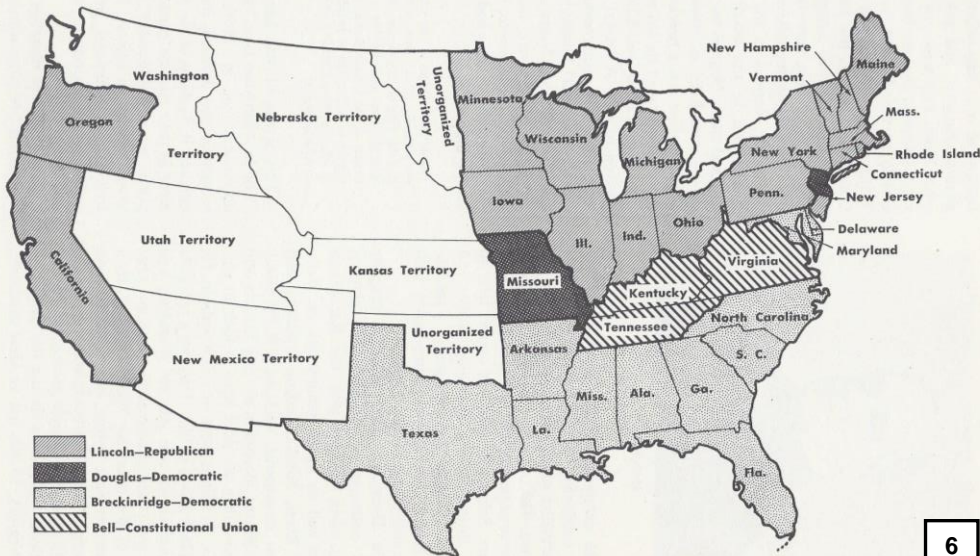 New Hampshire
Vermont
Maine
Washington
Unorganized
Territory
Minnesota
Mass.
Oregon
Nebraska Territory
Wisconsin
Territory
Michigan
New York
Rhode Island
Connecticut
Iowa
Penn.
New Jersey
Utah Territory
Ill.
Ind.
Ohio
Delaware
Maryland
California
Kansas Territory
Missouri
Virginia
Kentucky
New Mexico Territory
Unorganized
Territory
Tennessee
North Carolina
Arkansas
S. C.
Miss.
Ala.
Ga.
Texas
La.
Fla.
Lincoln—Republican
Douglas—Democratic
Breckinridge—Democratic
Bell—Constitutional Union
6